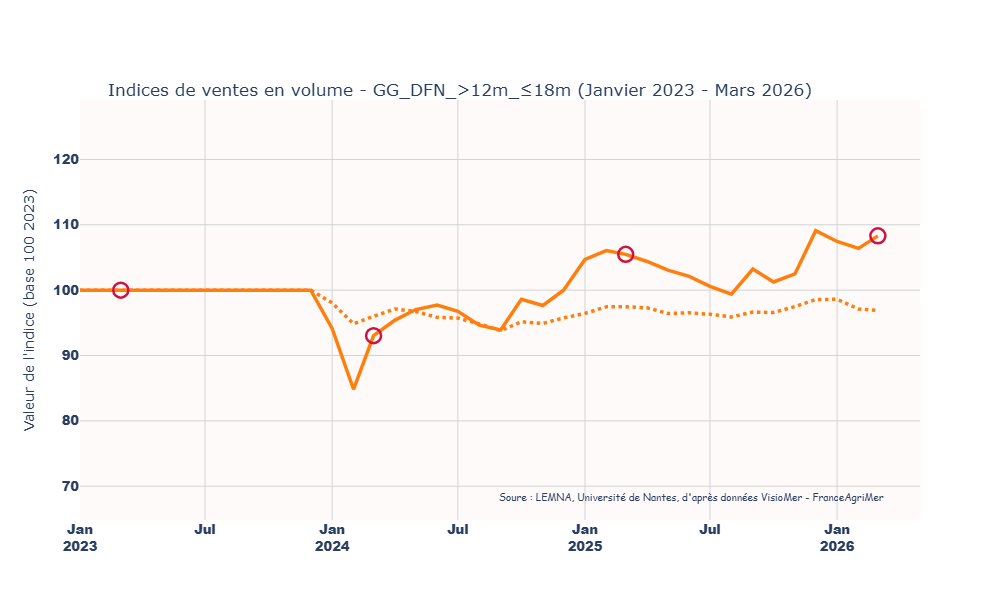 Indices de ventes en volume - GG_DFN_>12m_≤18m (Janvier 2023 - Mars 2026)
Valeur de l'indice (base 100 2023)
120
110
100
90
80
70
Soure : LEMNA, Université de Nantes, d'après données VisioMer - FranceAgriMer
Jan Jul Jan Jul Jan Jul Jan
2023 2024 2025 2026